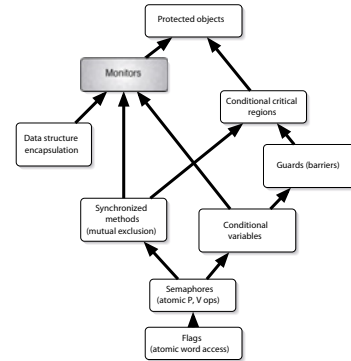 Protected objects
Monitors
Conditional critical
regions
Data structure
encapsulation
Guards (barriers)
Synchronized
methods
(mutual exclusion)
Conditional
variables
Semaphores
(atomic P, V ops)
Flags
(atomic word access)